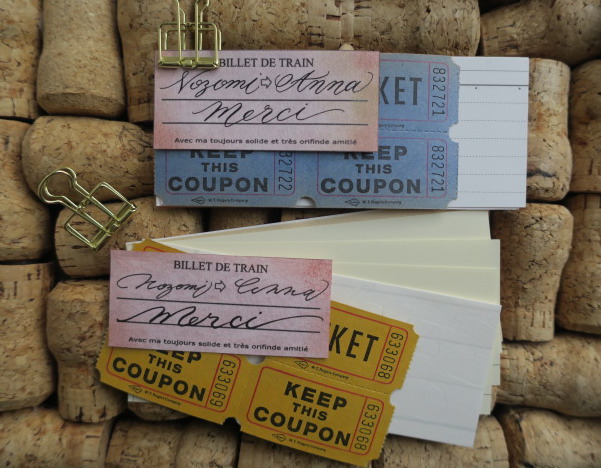 BILLET DE TRAIN
Nozomi ⇨ Anna
Merci
Avec ma toujours solide et très orifinde amitié
KET
832721
KEEP
THIS
COUPON
832722
KEEP
THIS
COUPON
832721
BILLET DE TRAIN
Nozomi ⇨ Anna
Merci
Avec ma toujours solide et très orifinde amitié
KET
633068
KEEP
THIS
COUPON
633069
KEEP
THIS
COUPON
633068